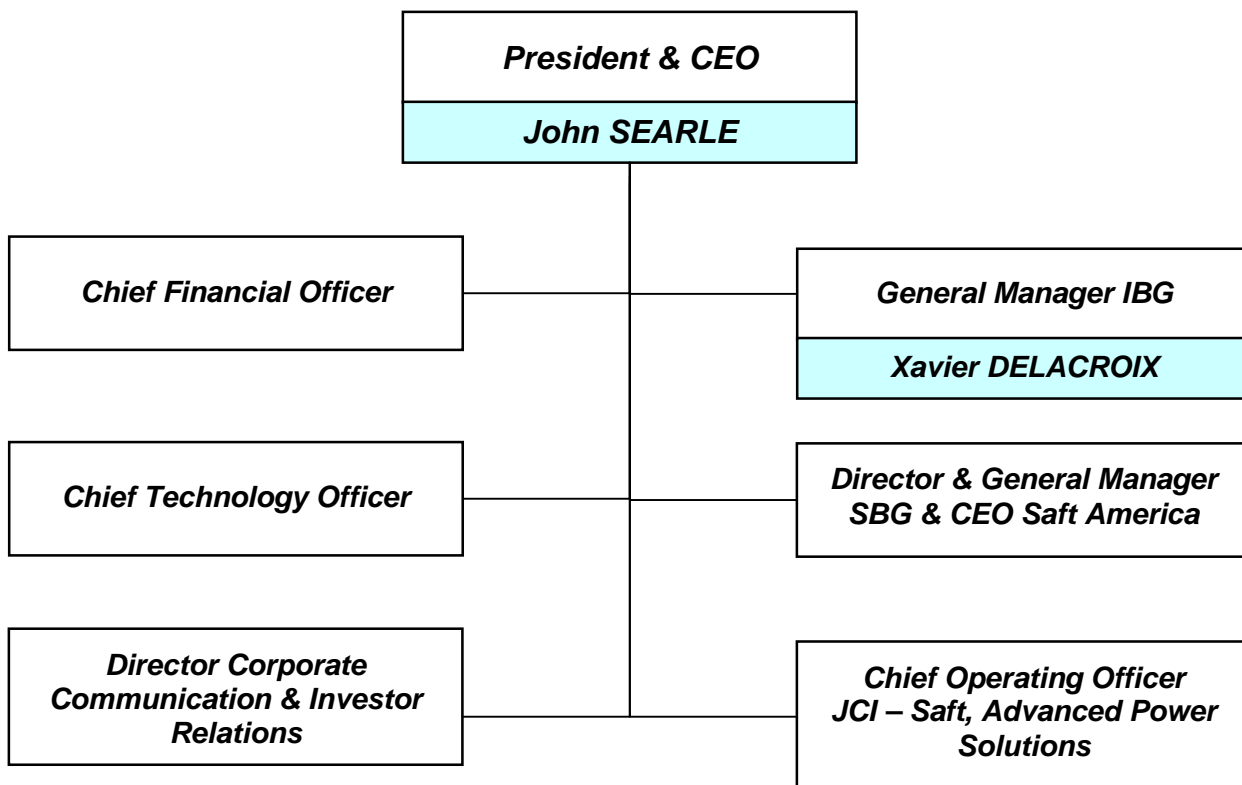 President & CEO
John SEARLE
Chief Financial Officer
General Manager IBG
Xavier DELACROIX
Chief Technology Officer
Director & General Manager
SBG & CEO Saft America
Director Corporate
Communication & Investor
Relations
Chief Operating Officer
JCI – Saft, Advanced Power
Solutions